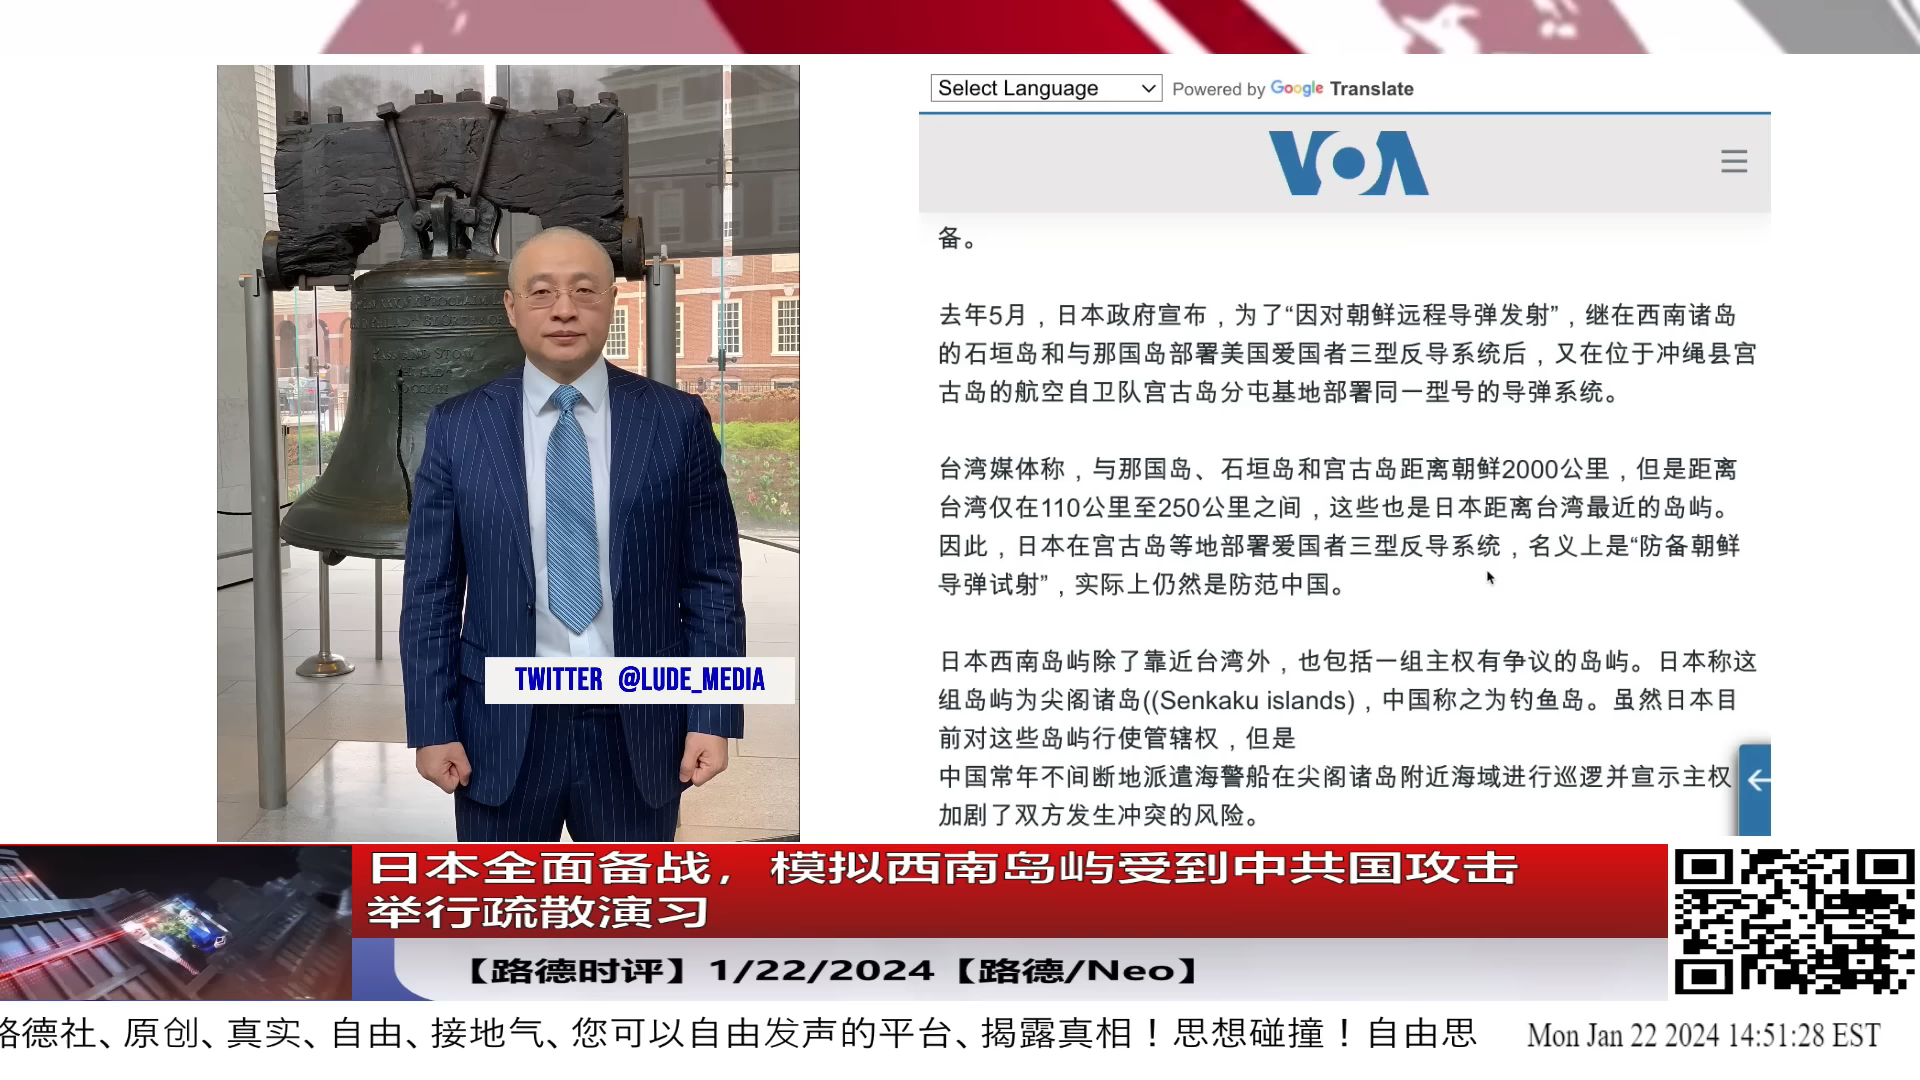 Select Language
Powered by Google Translate
VOA
备。
去年5月，日本政府宣布，为了“因对朝鲜远程导弹发射”，继在西南诸岛
的石垣岛和与那国岛部署美国爱国者三型反导系统后，又在位于冲绳县宫
古岛的航空自卫队宫古岛分屯基地部署同一型号的导弹系统。
台湾媒体称，与那国岛、石垣岛和宫古岛距离朝鲜2000公里，但是距离
台湾仅在110公里至250公里之间，这些也是日本距离台湾最近的岛屿。
因此，日本在宫古岛等地部署爱国者三型反导系统，名义上是“防备朝鲜
导弹试射”，实际上仍然是防范中国。
日本西南岛屿除了靠近台湾外，也包括一组主权有争议的岛屿。日本称这
组岛屿为尖阁诸岛((Senkaku islands)，中国称之为钓鱼岛。虽然日本目
前对这些岛屿行使管辖权，但是
中国常年不间断地派遣海警船在尖阁诸岛附近海域进行巡逻并宣示主权
加剧了双方发生冲突的风险。
PASS AND STOW
TWITTER @LUDE_MEDIA
日本全面备战，模拟西南岛屿受到中共国攻击
举行疏散演习
【路德时评】1/22/2024【路德/Neo】
路德社、原创、真实、自由、接地气、您可以自由发声的平台、揭露真相！思想碰撞！自由思
Mon Jan 22 2024 14:51:28 EST